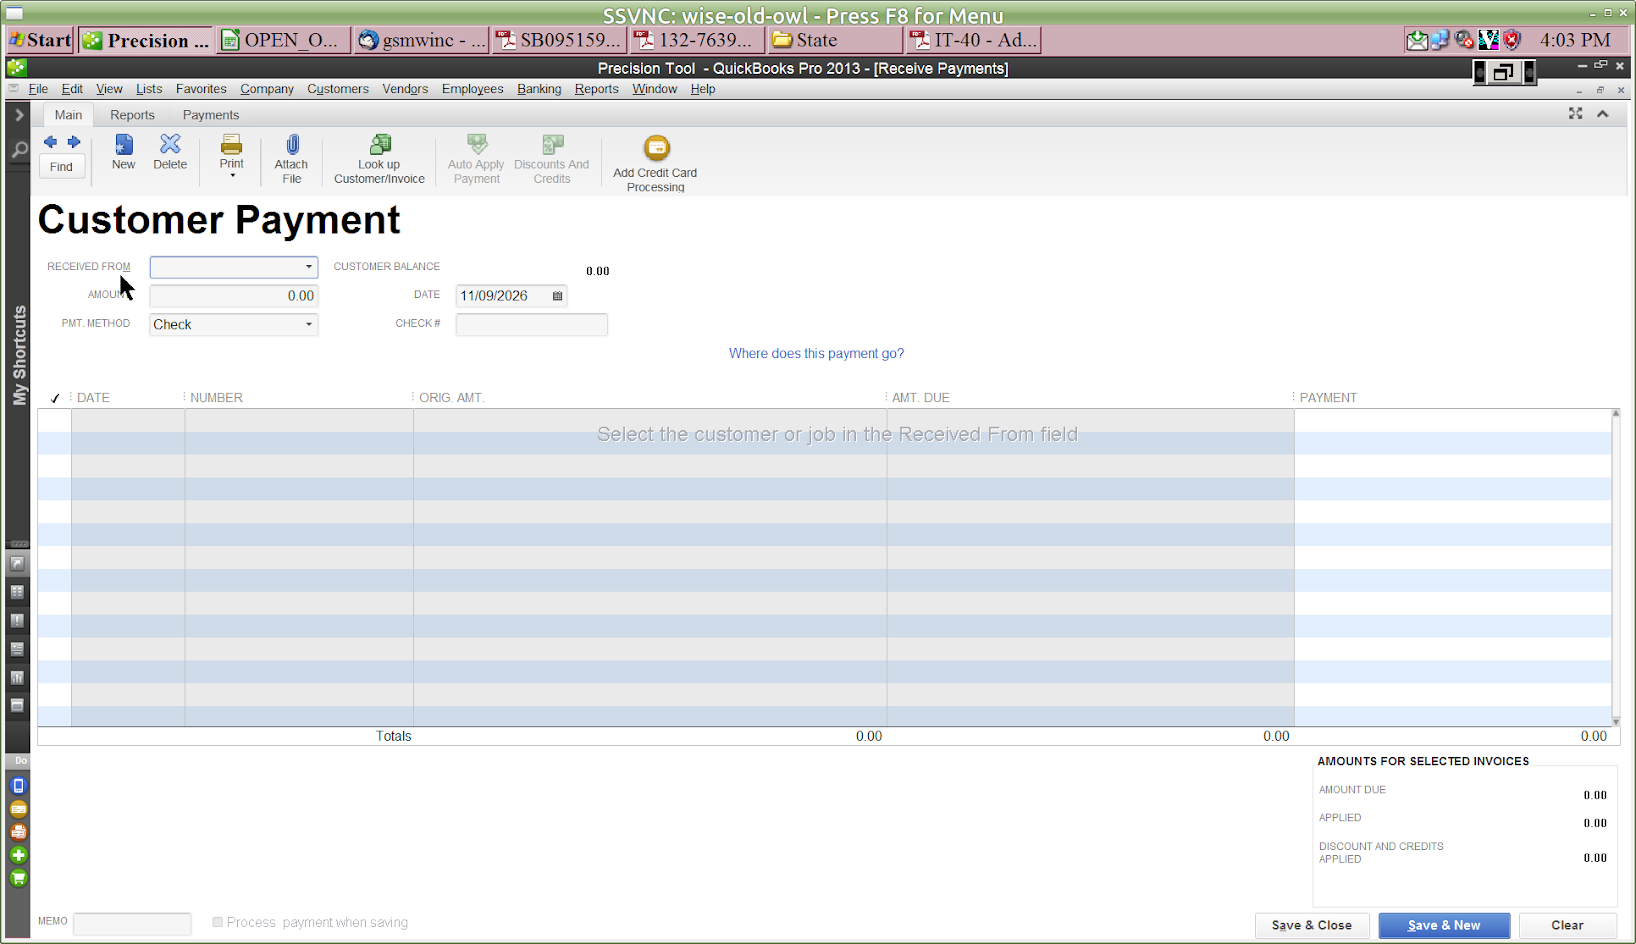 SSVNC: wise-old-owl - Press F8 for Menu
Start Precision ... OPEN_O... gsmwinc - ... SB095159... 132-7639... State IT-40 - Ad... 4:03 PM
Precision Tool - QuickBooks Pro 2013 - [Receive Payments]
File Edit View Lists Favorites Company Customers Vendors Employees Banking Reports Window Help
Main Reports Payments
Find New Delete Print Attach File Look up Customer/Invoice Auto Apply Payment Discounts And Credits Add Credit Card Processing
My Shortcuts
Customer Payment
RECEIVED FROM CUSTOMER BALANCE 0.00
AMOUNT 0.00 DATE 11/09/2026
PMT. METHOD Check CHECK #
Where does this payment go?
DATE NUMBER ORIG. AMT. AMT. DUE PAYMENT
Select the customer or job in the Received From field
Totals 0.00 0.00 0.00
Do
AMOUNTS FOR SELECTED INVOICES
AMOUNT DUE 0.00
APPLIED 0.00
DISCOUNT AND CREDITS APPLIED 0.00
MEMO Process payment when saving Save & Close Save & New Clear